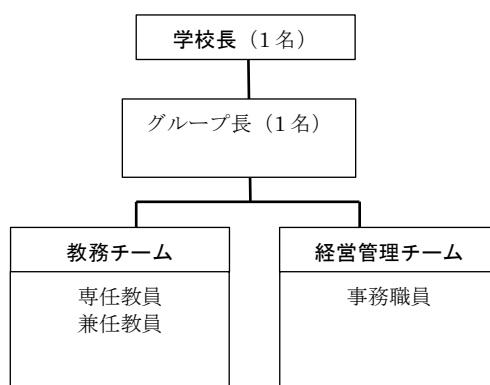 学校長（1名）
グループ長（1名）
教務チーム
専任教員
兼任教員
経営管理チーム
事務職員